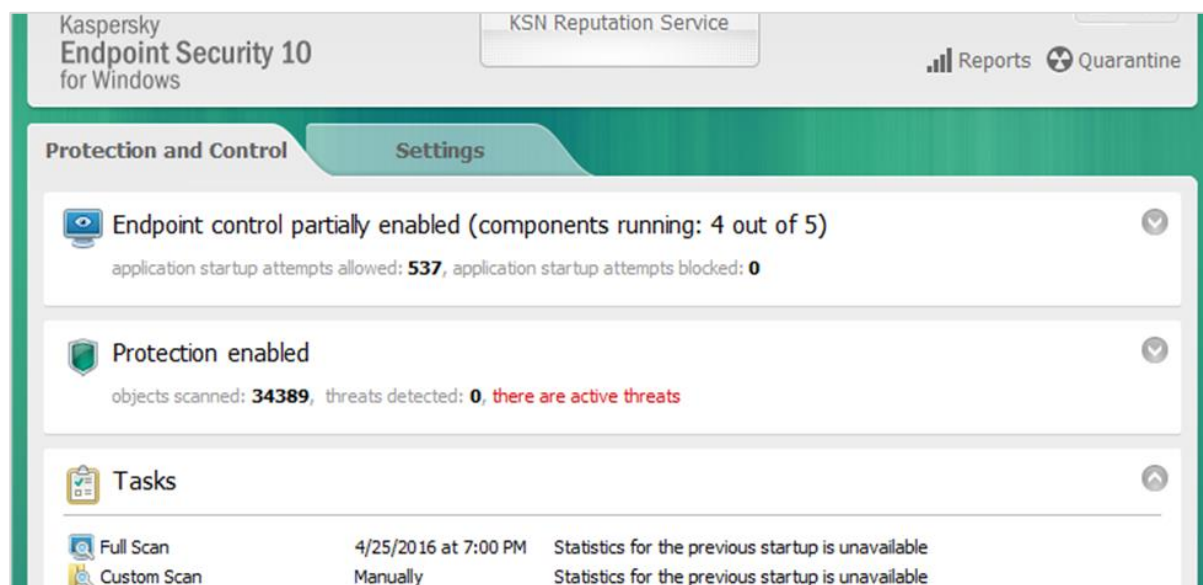 Kaspersky
Endpoint Security 10
for Windows
KSN Reputation Service
Reports Quarantine
Protection and Control Settings
Endpoint control partially enabled (components running: 4 out of 5)
application startup attempts allowed: 537, application startup attempts blocked: 0
Protection enabled
objects scanned: 34389, threats detected: 0, there are active threats
Tasks
Full Scan 4/25/2016 at 7:00 PM Statistics for the previous startup is unavailable
Custom Scan Manually Statistics for the previous startup is unavailable